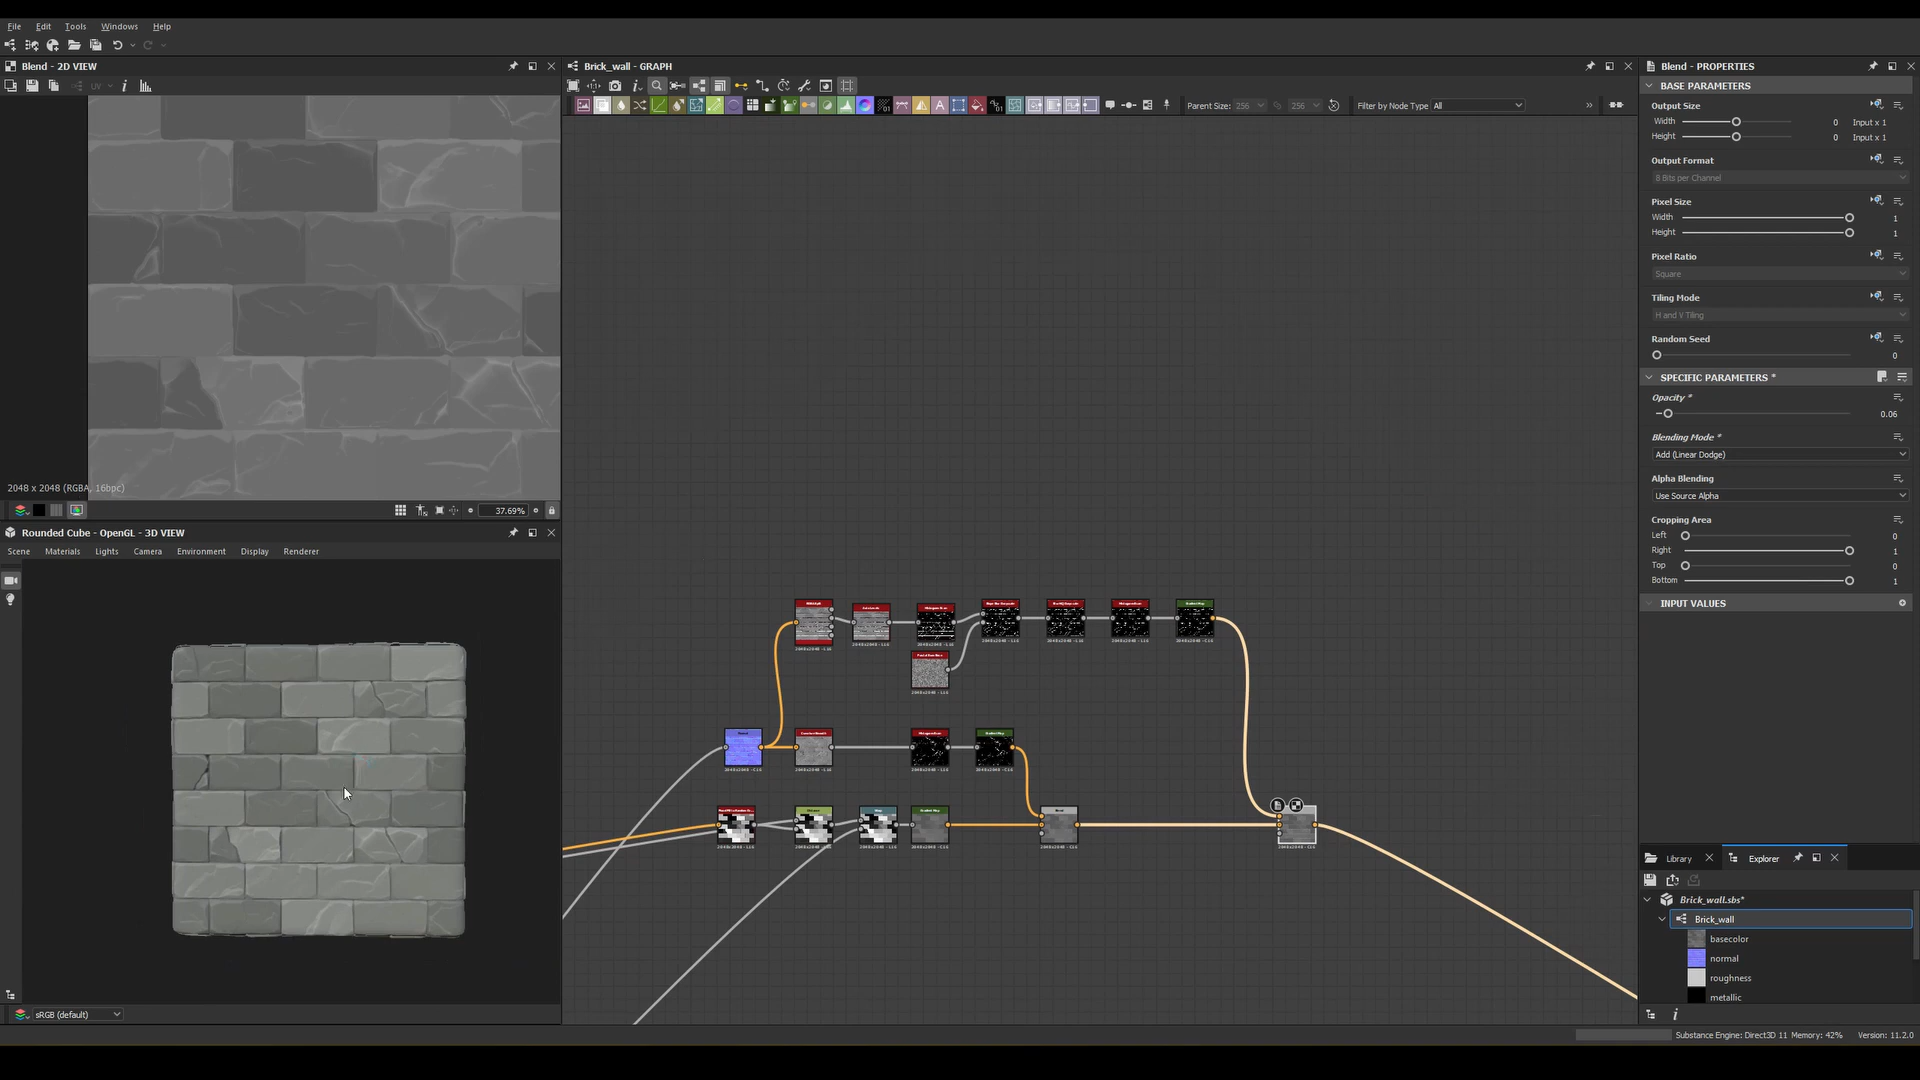 File Edit Tools Windows Help
Blend - 2D VIEW
UV
2048 x 2048 (RGBA, 16bpc)
37.69%
Rounded Cube - OpenGL - 3D VIEW
Scene Materials Lights Camera Environment Display Renderer
sRGB (default)
Brick_wall - GRAPH
Parent Size: 256 256 Filter by Node Type All
Blend - PROPERTIES
BASE PARAMETERS
Output Size
Width 0 Input x 1
Height 0 Input x 1
Output Format
8 Bits per Channel
Pixel Size
Width 1
Height 1
Pixel Ratio
Square
Tiling Mode
H and V Tiling
Random Seed
0
SPECIFIC PARAMETERS *
Opacity *
0.06
Blending Mode *
Add (Linear Dodge)
Alpha Blending
Use Source Alpha
Cropping Area
Left 0
Right 1
Top 0
Bottom 1
INPUT VALUES
Library Explorer
Brick_wall.sbs*
Brick_wall
basecolor
normal
roughness
metallic
Substance Engine: Direct3D 11 Memory: 42% Version: 11.2.0